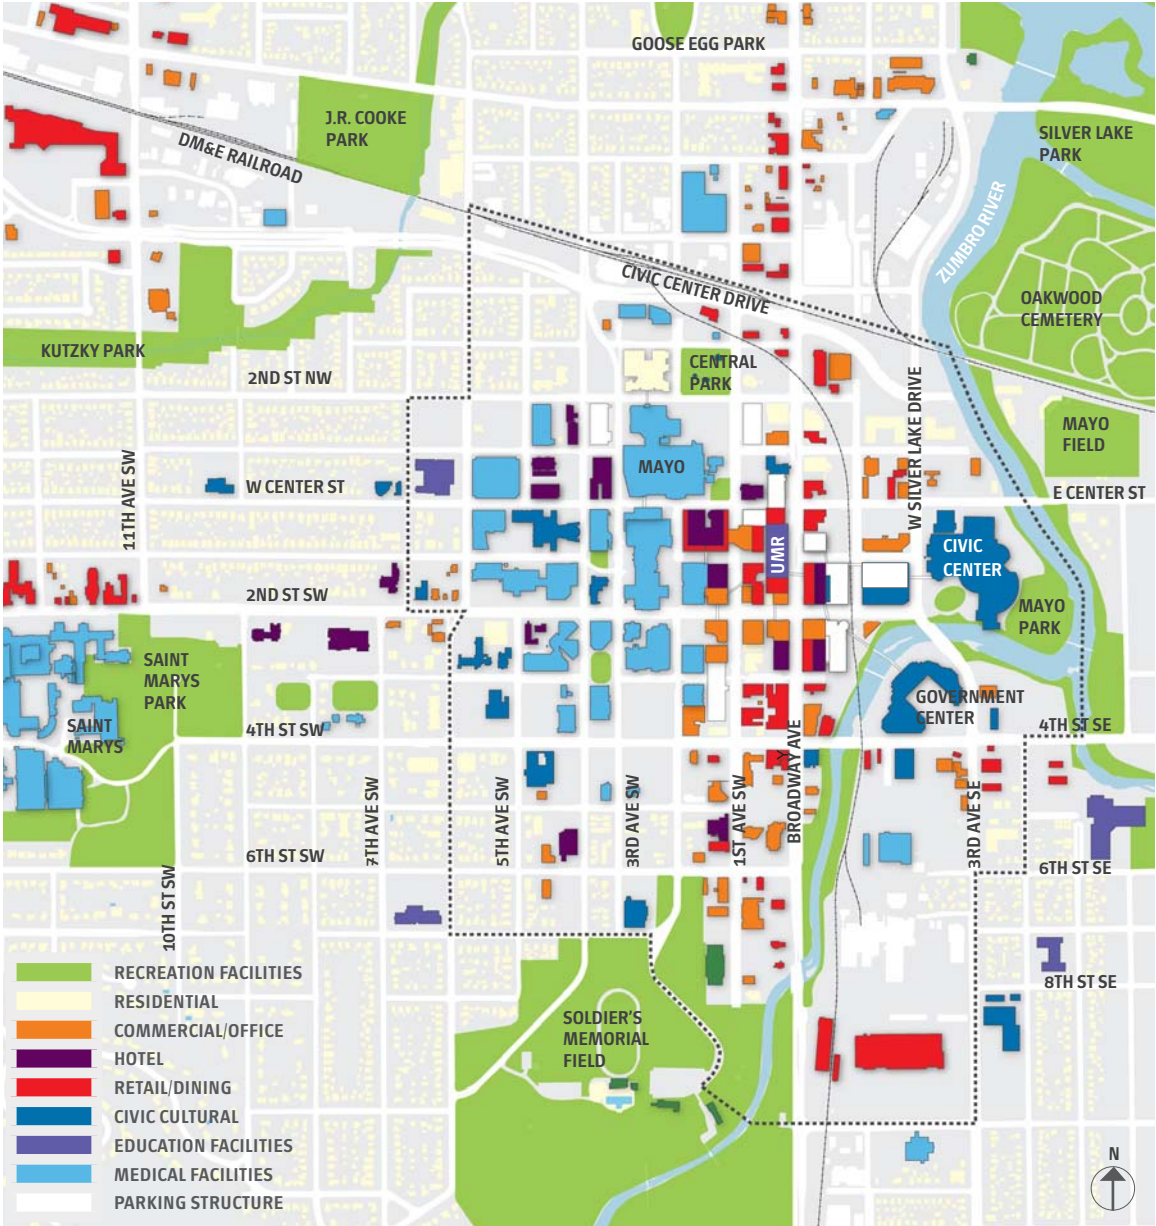 GOOSE EGG PARK
J.R. COOKE
PARK
DM&E RAILROAD
SILVER LAKE
PARK
ZUMBRO RIVER
CIVIC CENTER DRIVE
OAKWOOD
CEMETERY
KUTZKY PARK
2ND ST NW
CENTRAL
PARK
W SILVER LAKE DRIVE
MAYO
FIELD
11TH AVE SW
W CENTER ST
MAYO
E CENTER ST
UMR
CIVIC
CENTER
2ND ST SW
MAYO
PARK
SAINT
MARYS
PARK
SAINT
MARYS
4TH ST SW
GOVERNMENT
CENTER
4TH ST SE
7TH AVE SW
5TH AVE SW
3RD AVE SW
1ST AVE SW
BROADWAY AVE
Y
3RD AVE SE
6TH ST SW
6TH ST SE
10TH ST SW
8TH ST SE
SOLDIER'S
MEMORIAL
FIELD
RECREATION FACILITIES
RESIDENTIAL
COMMERCIAL/OFFICE
HOTEL
RETAIL/DINING
CIVIC CULTURAL
EDUCATION FACILITIES
MEDICAL FACILITIES
PARKING STRUCTURE
N